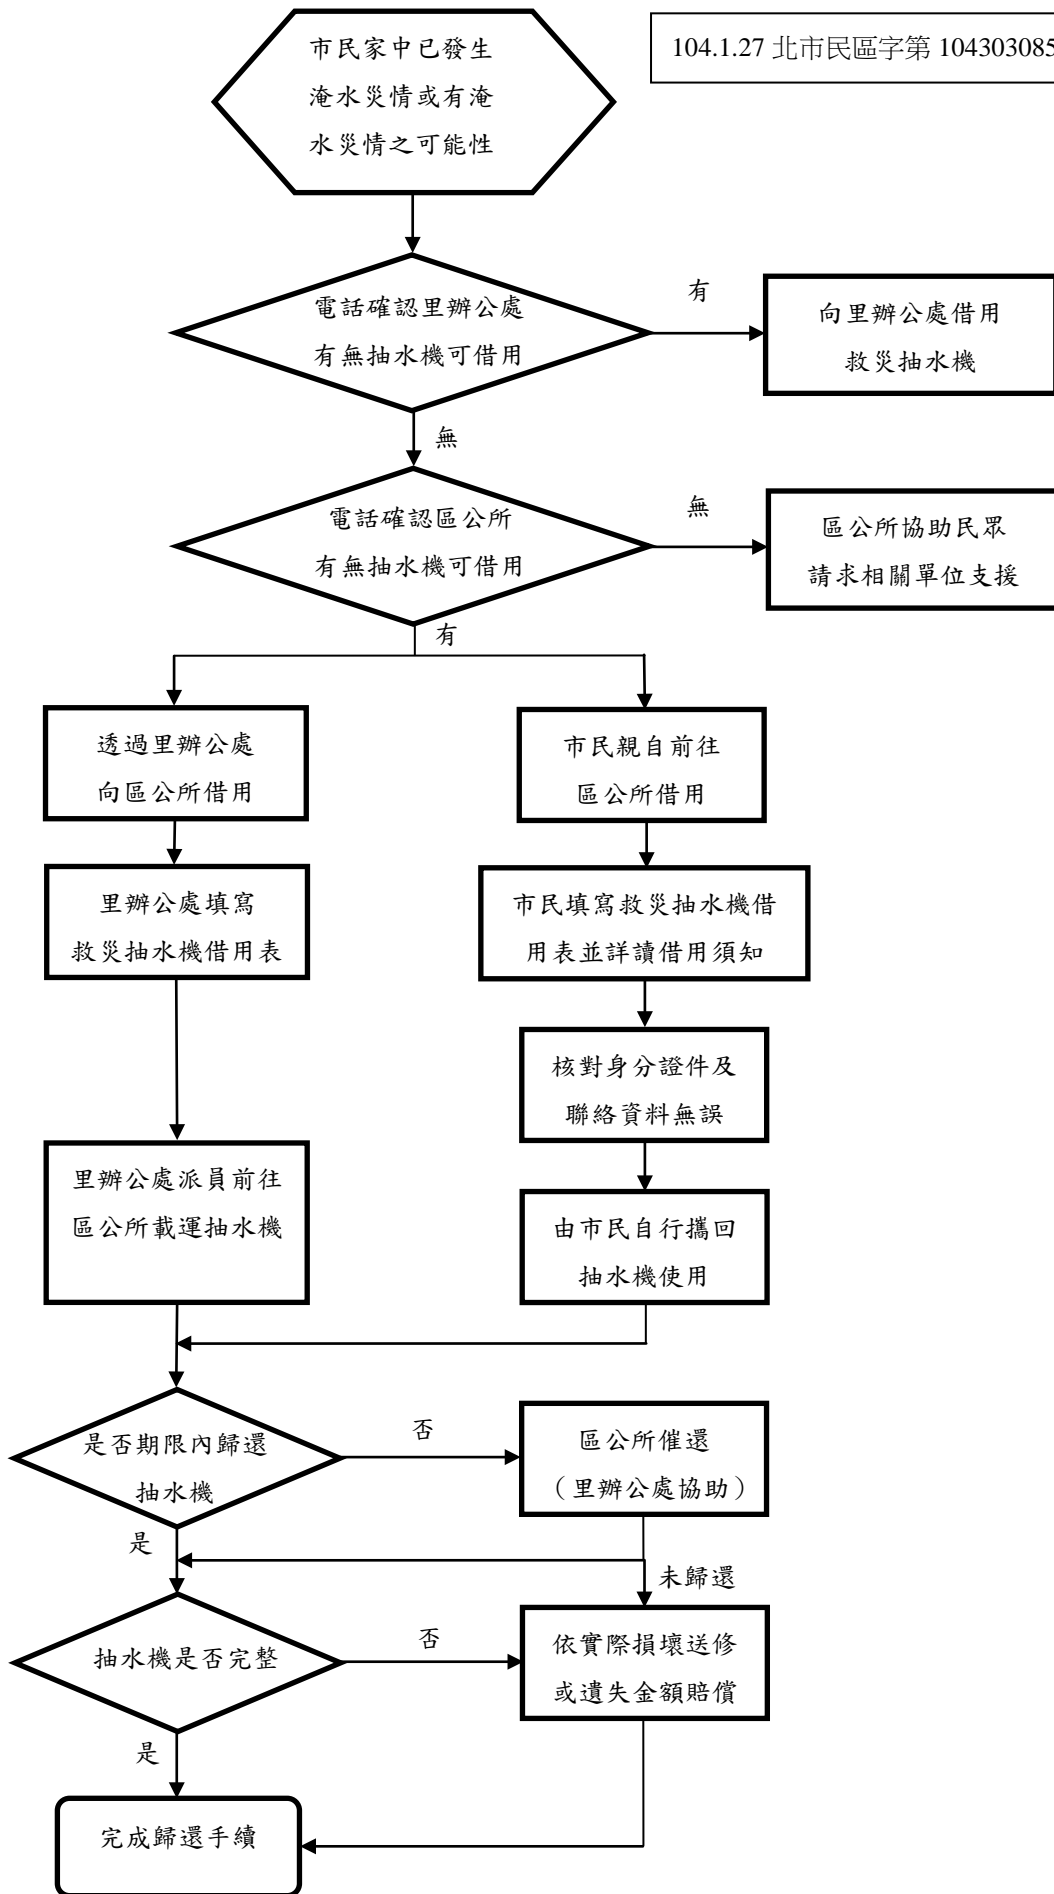 104.1.27 北市民區字第 104303085
市民家中已發生
淹水災情或有淹
水災情之可能性
電話確認里辦公處
有無抽水機可借用
有
向里辦公處借用
救災抽水機
無
電話確認區公所
有無抽水機可借用
無
區公所協助民眾
請求相關單位支援
有
透過里辦公處
向區公所借用
市民親自前往
區公所借用
里辦公處填寫
救災抽水機借用表
市民填寫救災抽水機借
用表並詳讀借用須知
核對身分證件及
聯絡資料無誤
里辦公處派員前往
區公所載運抽水機
由市民自行攜回
抽水機使用
是否期限內歸還
抽水機
否
區公所催還
（里辦公處協助）
是
未歸還
抽水機是否完整
否
依實際損壞送修
或遺失金額賠償
是
完成歸還手續